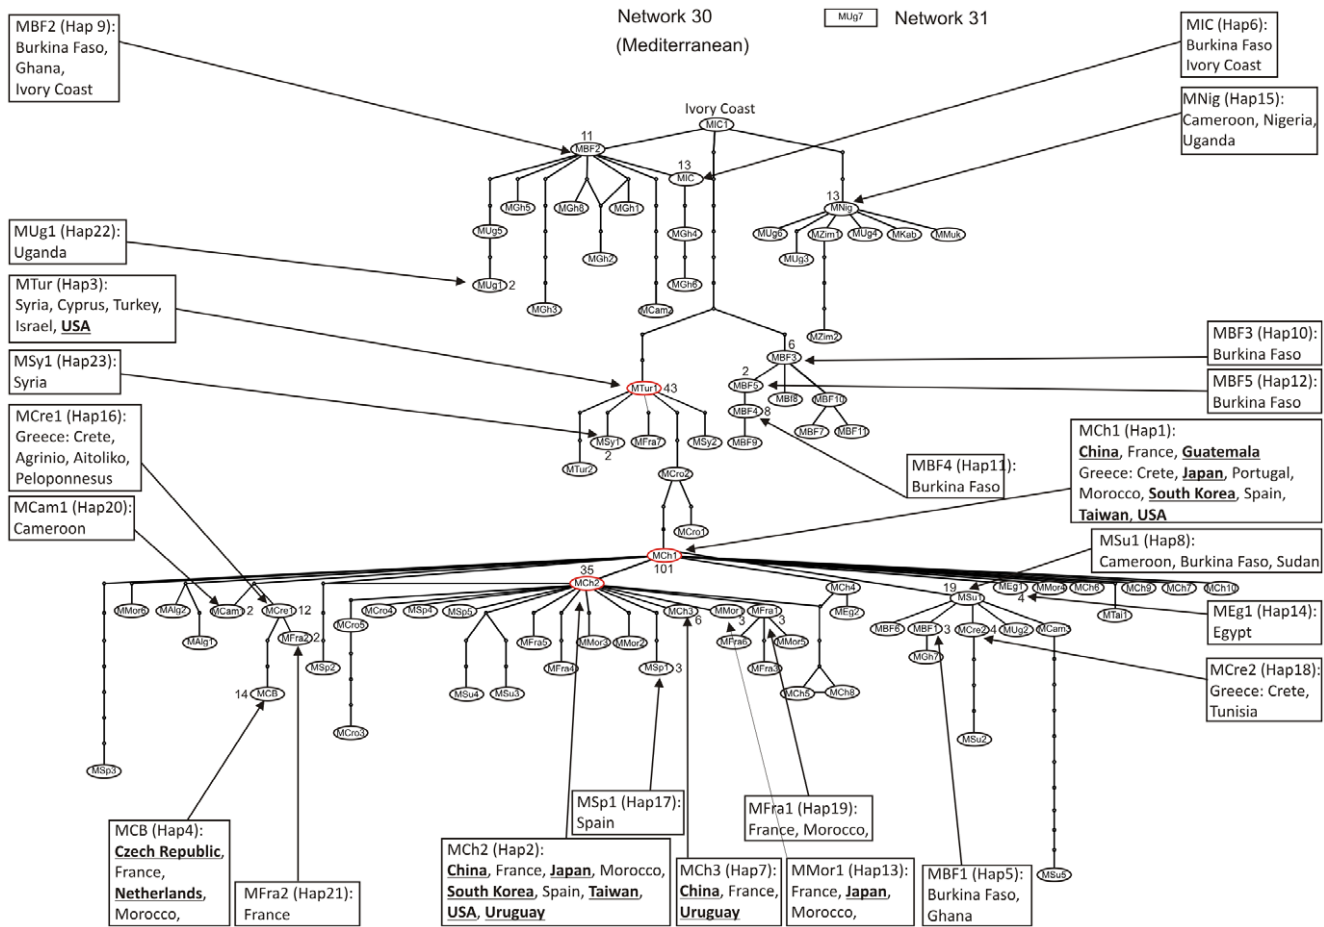 Network 30
(Mediterranean)
MUg7
Network 31
MBF2 (Hap 9):
Burkina Faso,
Ghana,
Ivory Coast
MIC (Hap6):
Burkina Faso
Ivory Coast
MNig (Hap15):
Cameroon, Nigeria,
Uganda
Ivory Coast
MIC1
11
MBF2
13
MIC
13
MNig
MGh5
MGh8
MGh1
MUg5
MGh4
MUg6
MZim1
MUg4
MKab
MMuk
MGh2
MUg3
MUg1 (Hap22):
Uganda
MUg1 2
MGh6
MGh3
MCam2
MZim2
MTur (Hap3):
Syria, Cyprus, Turkey,
Israel, USA
MBF3 (Hap10):
Burkina Faso
6
MBF3
MSy1 (Hap23):
Syria
MTur1 43
2
MBF5
MBF5 (Hap12):
Burkina Faso
MBf8
MBF10
MBF4 8
MBF7
MBF11
MBF9
MSy1
2
MFra7
MSy2
MTur2
MCre1 (Hap16):
Greece: Crete,
Agrinio, Aitoliko,
Peloponnesus
MCro2
MBF4 (Hap11):
Burkina Faso
MCh1 (Hap1):
China, France, Guatemala
Greece: Crete, Japan, Portugal,
Morocco, South Korea, Spain,
Taiwan, USA
MCam1 (Hap20):
Cameroon
MCro1
MCh1
101
MSu1 (Hap8):
Cameroon, Burkina Faso, Sudan
35
MCh2
MCh4
19
MSu1
MEg1
4
MMor4
MCh6
MCh9
MCh7
MCh10
MTai1
MMor6
MAlg2
MCam1 2
MCre1 12
MCro4
MSp4
MSp5
MCh3
6
MMor1
3
MFra1
3
MEg2
MEg1 (Hap14):
Egypt
MAlg1
MFra2 2
MCro5
MFra5
MMor3
MMor2
MFra6
MMor5
MBF6
MBF1 3
MCre2 4
MUg2
MCam3
MGh7
MSp2
MFra4
MSp1 3
MFra3
14 MCB
MSu4
MSu3
MCh5
MCh8
MCre2 (Hap18):
Greece: Crete,
Tunisia
MCro3
MSu2
MSp3
MSp1 (Hap17):
Spain
MFra1 (Hap19):
France, Morocco,
MCB (Hap4):
Czech Republic,
France,
Netherlands,
Morocco,
MFra2 (Hap21):
France
MCh2 (Hap2):
China, France, Japan, Morocco,
South Korea, Spain, Taiwan,
USA, Uruguay
MCh3 (Hap7):
China, France,
Uruguay
MMor1 (Hap13):
France, Japan,
Morocco,
MBF1 (Hap5):
Burkina Faso,
Ghana
MSu5